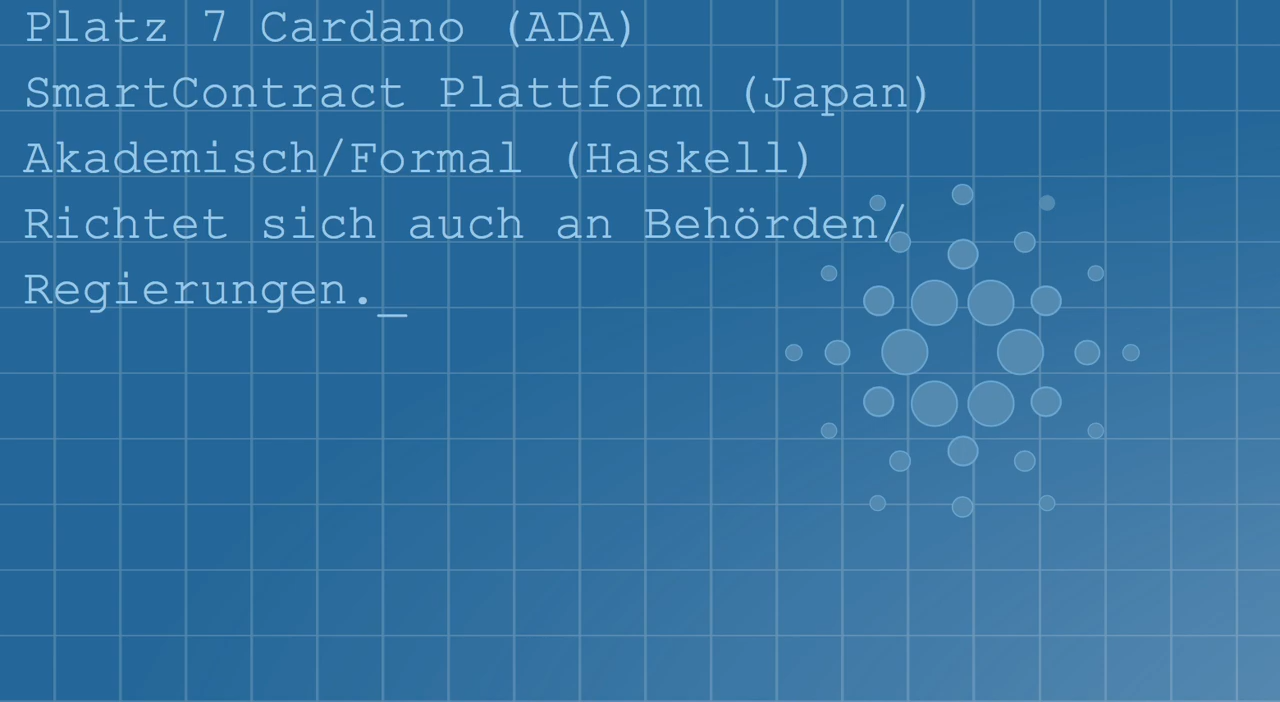 Platz 7 Cardano (ADA)
SmartContract Plattform (Japan)
Akademisch/Formal (Haskell)
Richtet sich auch an Behörden/
Regierungen._